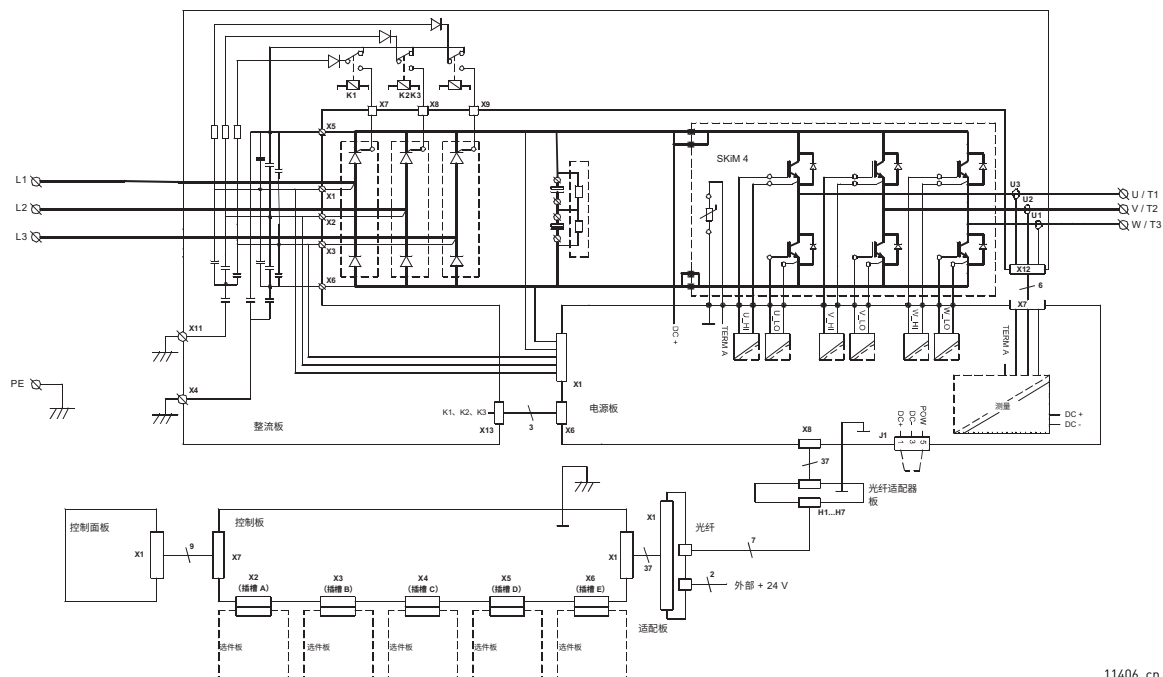 K1
K2
K3
X7
X8
X9
X5
SKiM 4
L1
X1
U3
U / T1
L2
X2
U2
V / T2
L3
X3
U1
W / T3
X6
X12
6
X7
X11
DC +
TERM A
U_HI
U_LO
V_HI
V_LO
W_HI
W_LO
TERM A
X1
PE
X4
整流板
K1、K2、K3
X13
3
X6
电源板
测量
DC +
DC -
X8
J1
DC+
DC-
POW
1
3
5
37
光纤适配器
板
H1...H7
控制面板
X1
9
X7
控制板
X1
37
X1
光纤
7
2
外部 + 24 V
适配板
X2
(插槽 A)
X3
(插槽 B)
X4
(插槽 C)
X5
(插槽 D)
X6
(插槽 E)
选件板
选件板
选件板
选件板
选件板
11406_cn